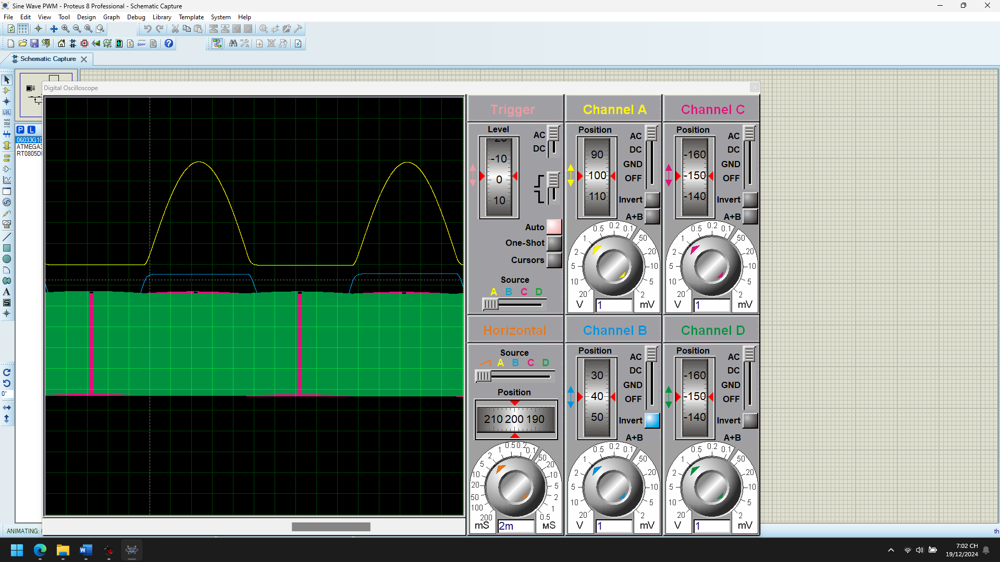 Sine Wave PWM - Proteus 8 Professional - Schematic Capture
File Edit View Tool Design Graph Debug Library Template System Help
Schematic Capture
Digital Oscilloscope
P L
06033G10
ATMEGA3
RT0805D
LBL
A
S
0°
Trigger
Level
-10
0
10
AC
DC
Auto
One-Shot
Cursors
Source
A B C D
Channel A
Position
90
100
110
AC
DC
GND
OFF
Invert
A+B
20 10 5 2 1 0.5 0.2 0.1 50 20 10 5 2
V 1 mV
Channel C
Position
-160
-150
-140
AC
DC
GND
OFF
Invert
A+B
20 10 5 2 1 0.5 0.2 0.1 50 20 10 5 2
V 1 mV
Horizontal
Source
A B C D
Position
210 200 190
200 100 50 20 10 5 2 1 0.5 0.2 0.1 50 20 10 5 2 1 0.5
mS 2m мS
Channel B
Position
30
40
50
AC
DC
GND
OFF
Invert
A+B
20 10 5 2 1 0.5 0.2 0.1 50 20 10 5 2
V 1 mV
Channel D
Position
-160
-150
-140
AC
DC
GND
OFF
Invert
A+B
20 10 5 2 1 0.5 0.2 0.1 50 20 10 5 2
V 1 mV
ANIMATING:
th
7:02 CH
19/12/2024